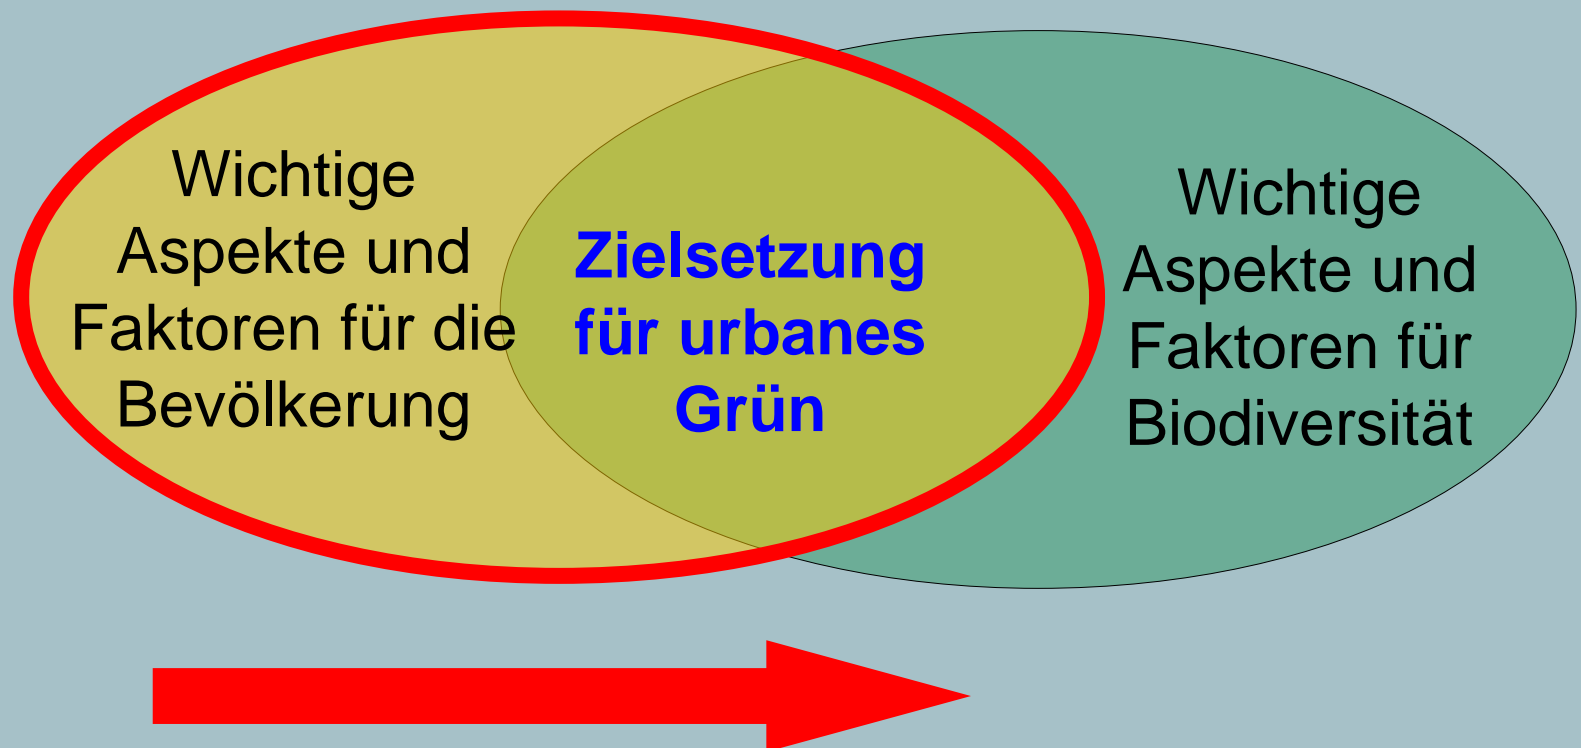 Wichtige
Aspekte und
Faktoren für die
Bevölkerung
Zielsetzung
für urbanes
Grün
Wichtige
Aspekte und
Faktoren für
Biodiversität